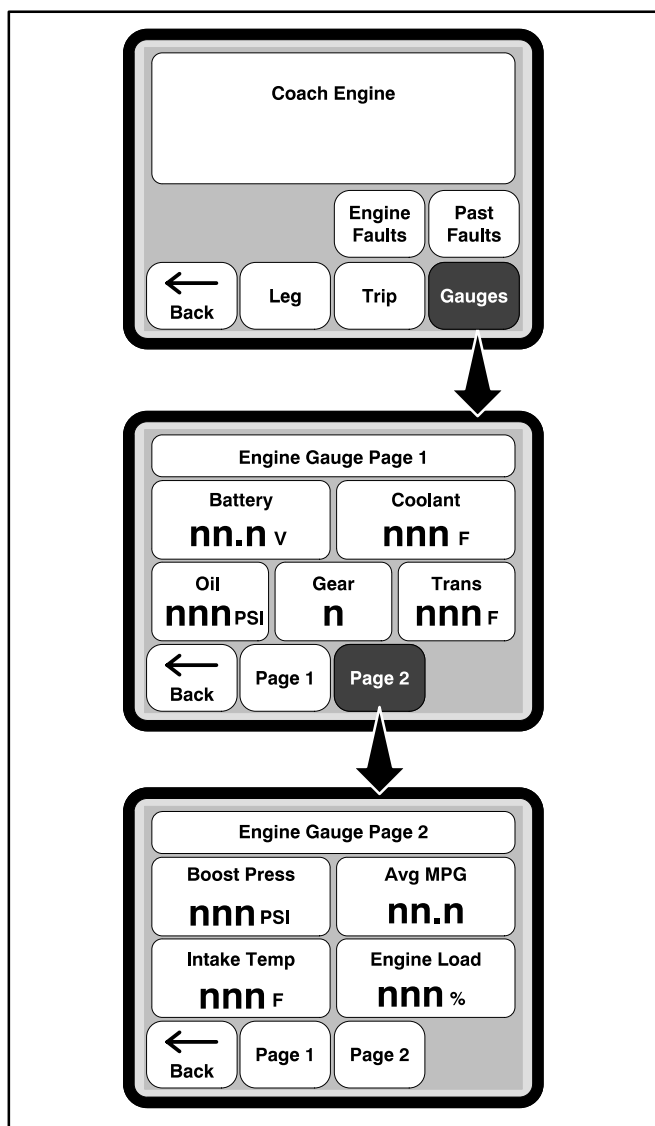 Coach Engine
Engine Faults
Past Faults
Back
Leg
Trip
Gauges
Engine Gauge Page 1
Battery
nn.n V
Coolant
nnn F
Oil
nnn PSI
Gear
n
Trans
nnn F
Back
Page 1
Page 2
Engine Gauge Page 2
Boost Press
nnn PSI
Avg MPG
nn.n
Intake Temp
nnn F
Engine Load
nnn %
Back
Page 1
Page 2